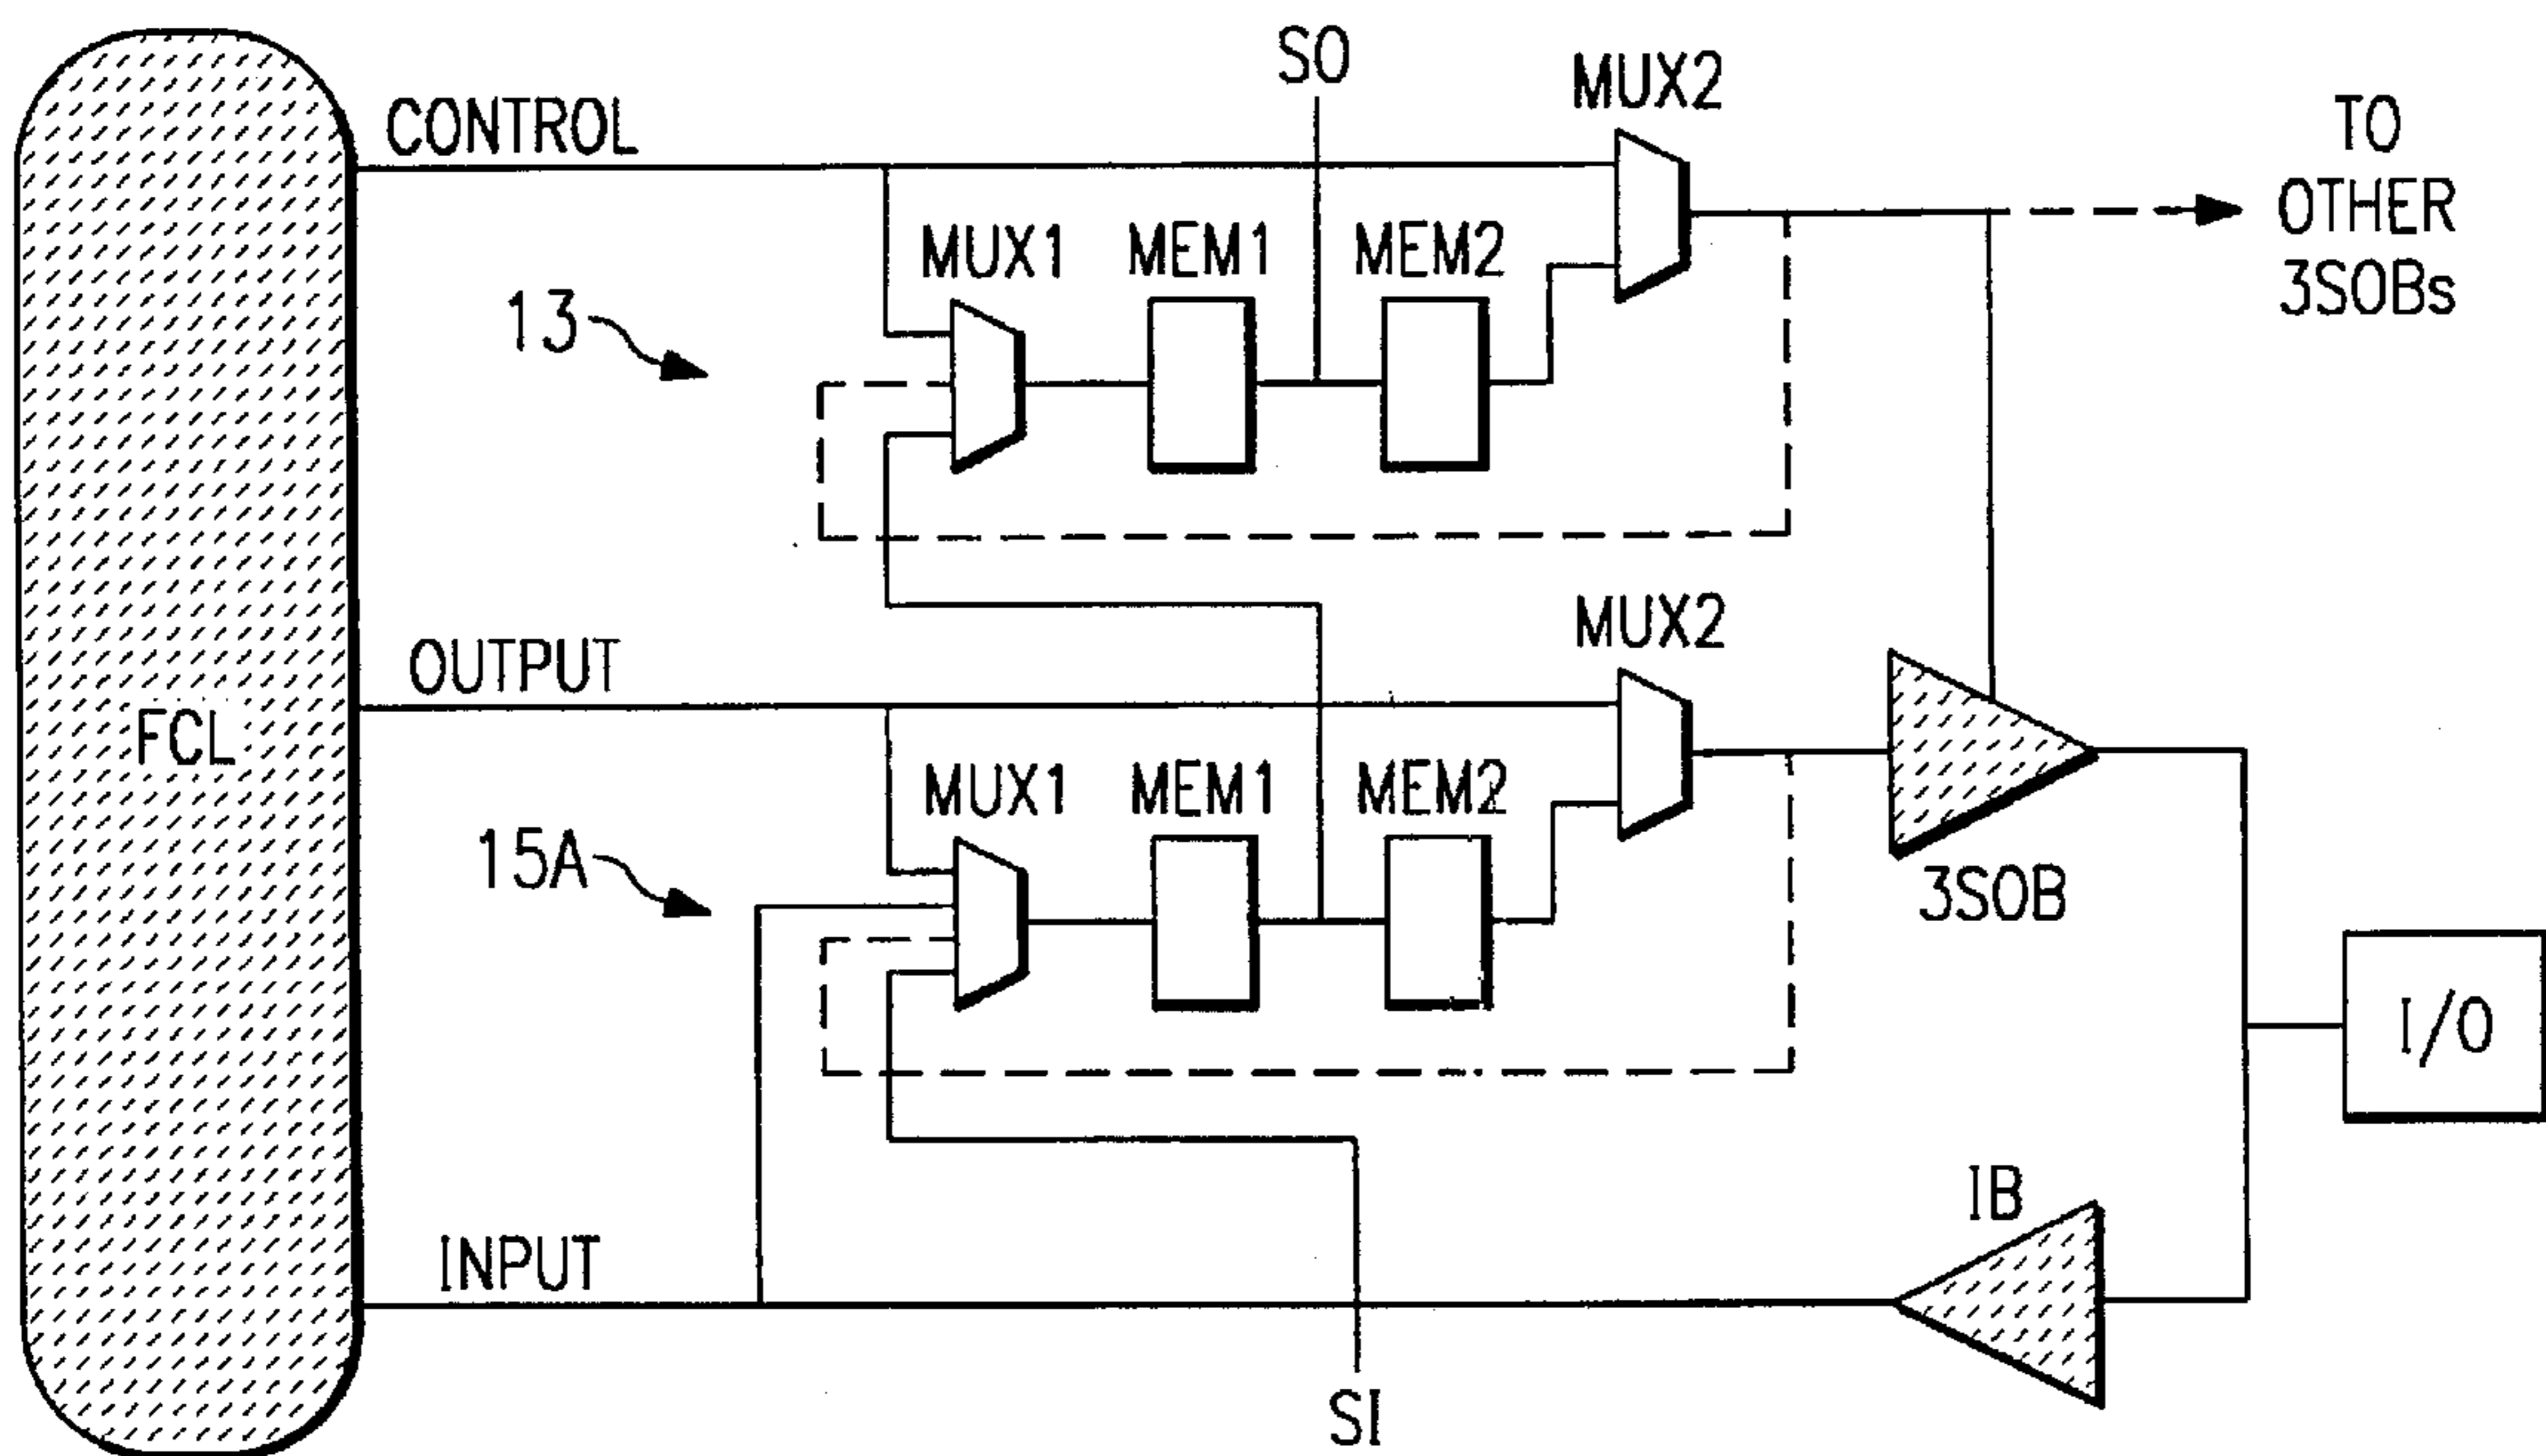 SO
MUX2
CONTROL
TO
OTHER
3SOBs
MUX1
MEM1
MEM2
13
MUX2
OUTPUT
FCL
MUX1
MEM1
MEM2
15A
3SOB
I/O
IB
INPUT
SI